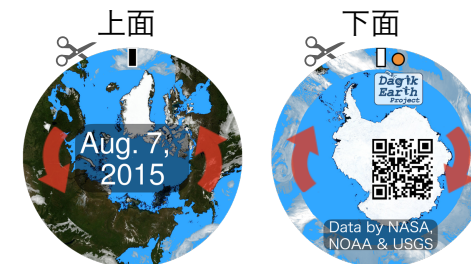 上面
下面
Dagik
Earth
Project
Aug. 7,
2015
Data by NASA,
NOAA & USGS